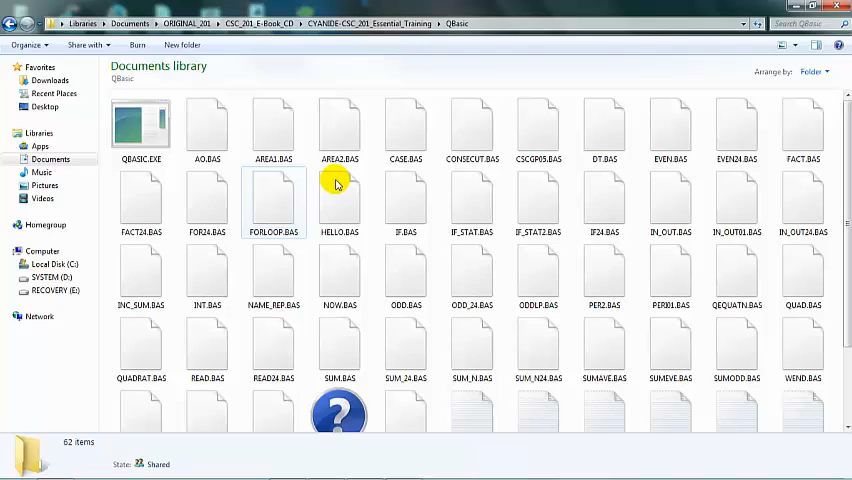 Libraries ▸ Documents ▸ ORIGINAL_201 ▸ CSC_201_E-Book_CD ▸ CYANIDE-CSC_201_Essential_Training ▸ QBasic
Search QBasic
Organize Share with Burn New folder
Favorites
Downloads
Recent Places
Desktop
Libraries
Apps
Documents
Music
Pictures
Videos
Homegroup
Computer
Local Disk (C:)
SYSTEM (D:)
RECOVERY (E:)
Network
Documents library
QBasic
Arrange by: Folder
QBASIC.EXE AO.BAS AREA1.BAS AREA2.BAS CASE.BAS CONSECUT.BAS CSCGP05.BAS DT.BAS EVEN.BAS EVEN24.BAS FACT.BAS
FACT24.BAS FOR24.BAS FORLOOP.BAS HELLO.BAS IF.BAS IF_STAT.BAS IF_STAT2.BAS IF24.BAS IN_OUT.BAS IN_OUT01.BAS IN_OUT24.BAS
INC_SUM.BAS INT.BAS NAME_REP.BAS NOW.BAS ODD.BAS ODD_24.BAS ODDLP.BAS PER2.BAS PERI01.BAS QEQUATN.BAS QUAD.BAS
QUADRAT.BAS READ.BAS READ24.BAS SUM.BAS SUM_24.BAS SUM_N.BAS SUM_N24.BAS SUMAVE.BAS SUMEVE.BAS SUMODD.BAS WEND.BAS
62 items
State: Shared